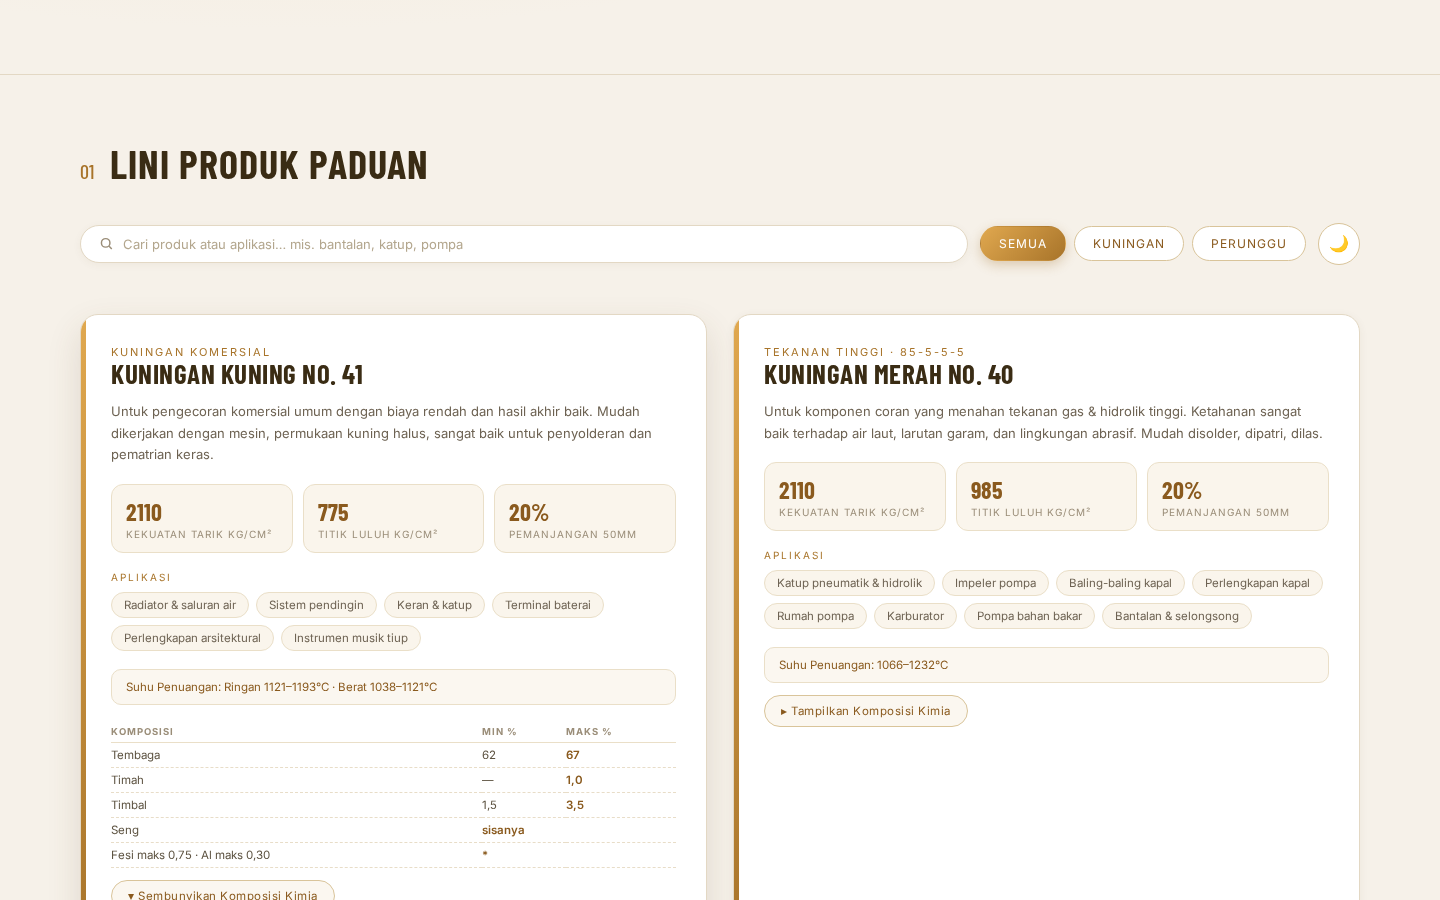 01 LINI PRODUK PADUAN
Cari produk atau aplikasi... mis. bantalan, katup, pompa
SEMUA
KUNINGAN
PERUNGGU
KUNINGAN KOMERSIAL
KUNINGAN KUNING NO. 41
Untuk pengecoran komersial umum dengan biaya rendah dan hasil akhir baik. Mudah
dikerjakan dengan mesin, permukaan kuning halus, sangat baik untuk penyolderan dan
pematrian keras.
2110 775 20%
KEKUATAN TARIK KG/CM² TITIK LULUH KG/CM² PEMANJANGAN 50MM
APLIKASI
Radiator & saluran air Sistem pendingin Keran & katup Terminal baterai
Perlengkapan arsitektural Instrumen musik tiup
Suhu Penuangan: Ringan 1121–1193°C · Berat 1038–1121°C
KOMPOSISI MIN % MAKS %
Tembaga 62 67
Timah — 1,0
Timbal 1,5 3,5
Seng sisanya
Fesi maks 0,75 · Al maks 0,30 *
▾ Sembunyikan Komposisi Kimia
TEKANAN TINGGI · 85-5-5-5
KUNINGAN MERAH NO. 40
Untuk komponen coran yang menahan tekanan gas & hidrolik tinggi. Ketahanan sangat
baik terhadap air laut, larutan garam, dan lingkungan abrasif. Mudah disolder, dipatri, dilas.
2110 985 20%
KEKUATAN TARIK KG/CM² TITIK LULUH KG/CM² PEMANJANGAN 50MM
APLIKASI
Katup pneumatik & hidrolik Impeler pompa Baling-baling kapal Perlengkapan kapal
Rumah pompa Karburator Pompa bahan bakar Bantalan & selongsong
Suhu Penuangan: 1066–1232°C
▸ Tampilkan Komposisi Kimia